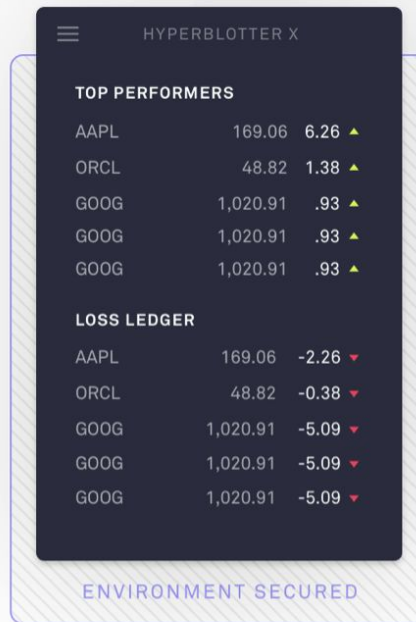 HYPERBLOTTER X
TOP PERFORMERS
AAPL 169.06 6.26
ORCL 48.82 1.38
GOOG 1,020.91 .93
GOOG 1,020.91 .93
GOOG 1,020.91 .93
LOSS LEDGER
AAPL 169.06 -2.26
ORCL 48.82 -0.38
GOOG 1,020.91 -5.09
GOOG 1,020.91 -5.09
GOOG 1,020.91 -5.09
ENVIRONMENT SECURED